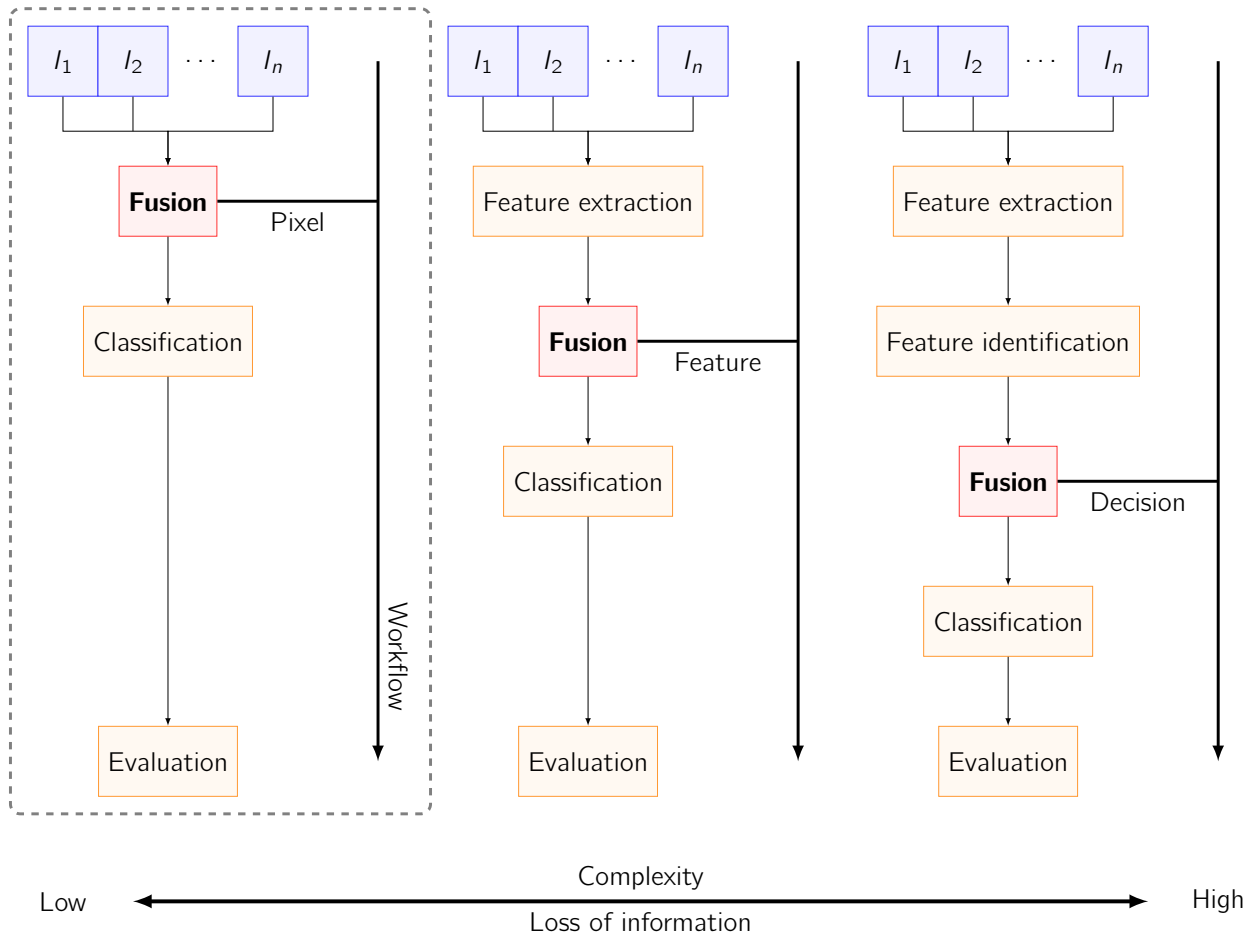 I1 I2 ··· In
Fusion
Pixel
Classification
Workflow
Evaluation
I1 I2 ··· In
Feature extraction
Fusion
Feature
Classification
Evaluation
I1 I2 ··· In
Feature extraction
Feature identification
Fusion
Decision
Classification
Evaluation
Low
Complexity
Loss of information
High